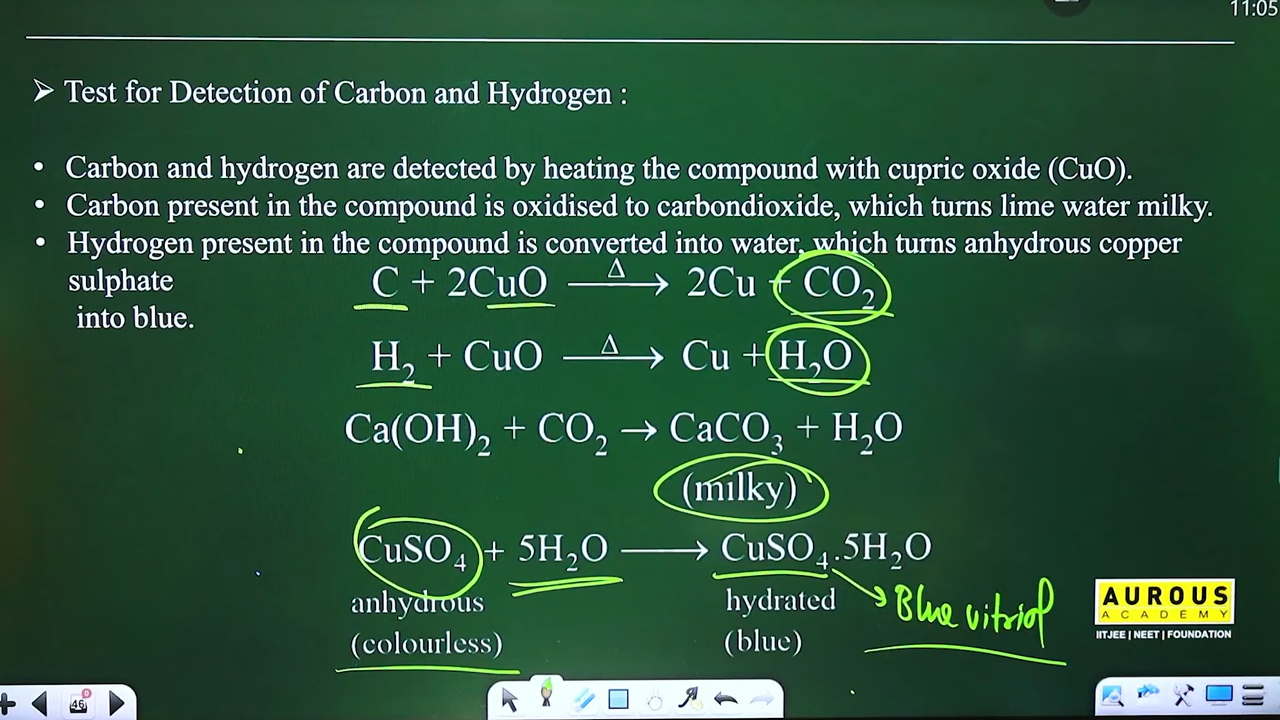 11:05
➤ Test for Detection of Carbon and Hydrogen :
• Carbon and hydrogen are detected by heating the compound with cupric oxide (CuO).
• Carbon present in the compound is oxidised to carbondioxide, which turns lime water milky.
• Hydrogen present in the compound is converted into water, which turns anhydrous copper
sulphate
into blue.
C + 2CuO —Δ→ 2Cu + CO₂
H₂ + CuO —Δ→ Cu + H₂O
Ca(OH)₂ + CO₂ → CaCO₃ + H₂O
(milky)
CuSO₄ + 5H₂O ⟶ CuSO₄.5H₂O
anhydrous hydrated
(colourless) (blue)
Blue vitriol
AUROUS
ACADEMY
IITJEE | NEET | FOUNDATION
46
0